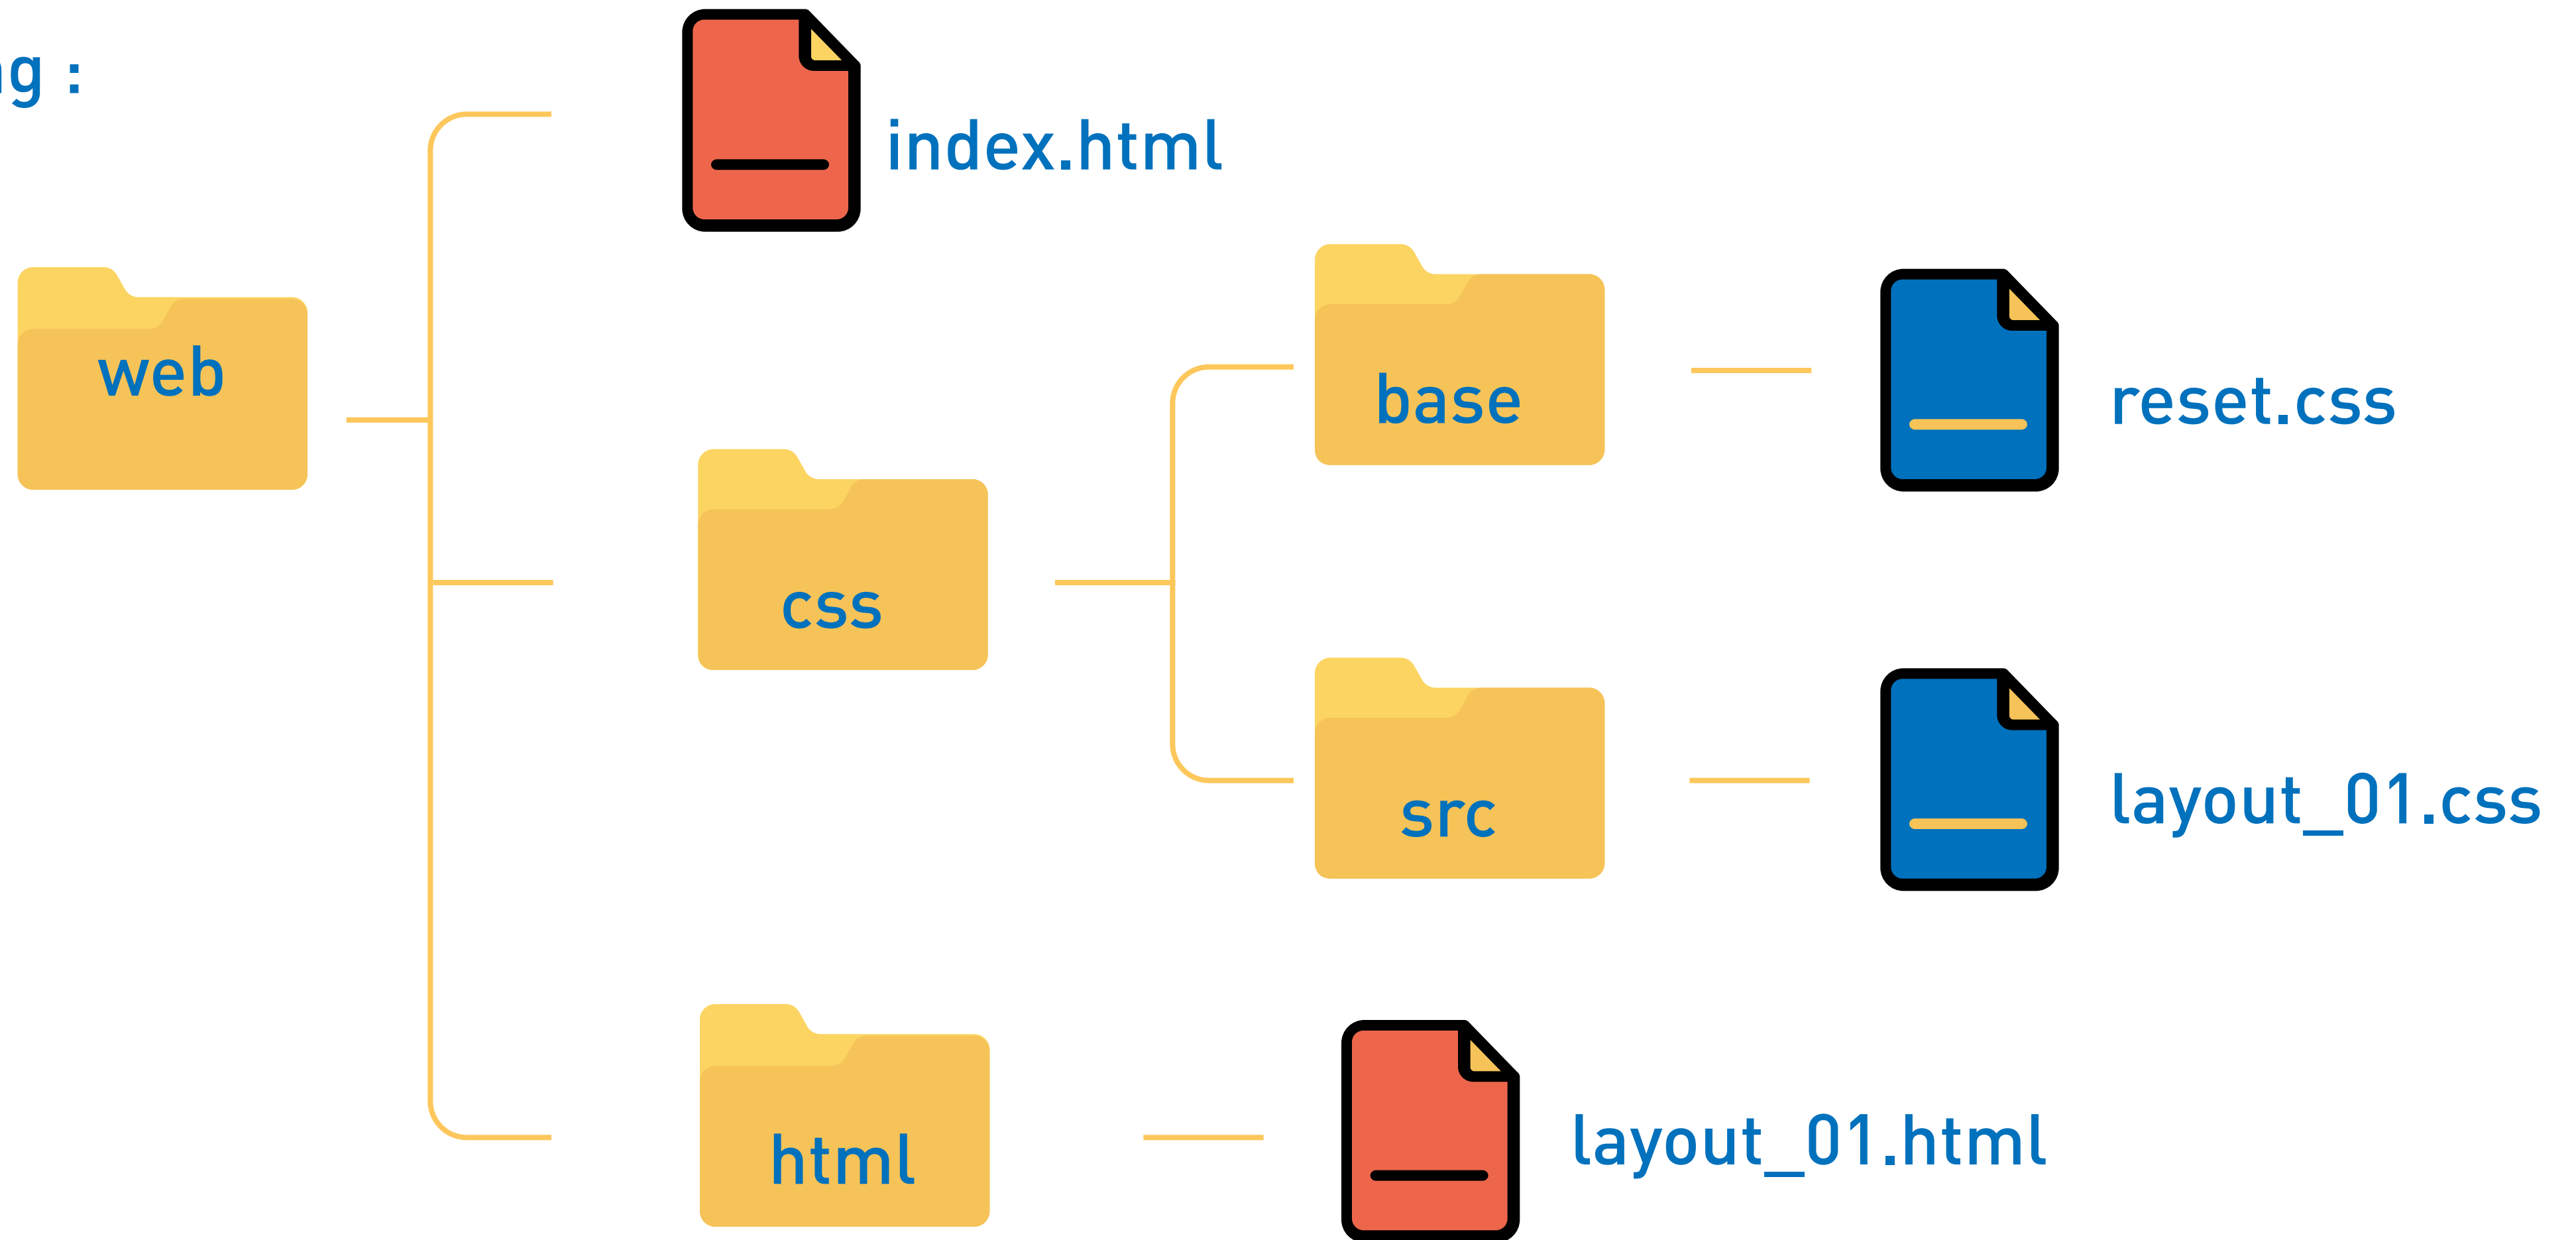 g :
index.html
web
base
reset.css
css
src
layout_01.css
html
layout_01.html